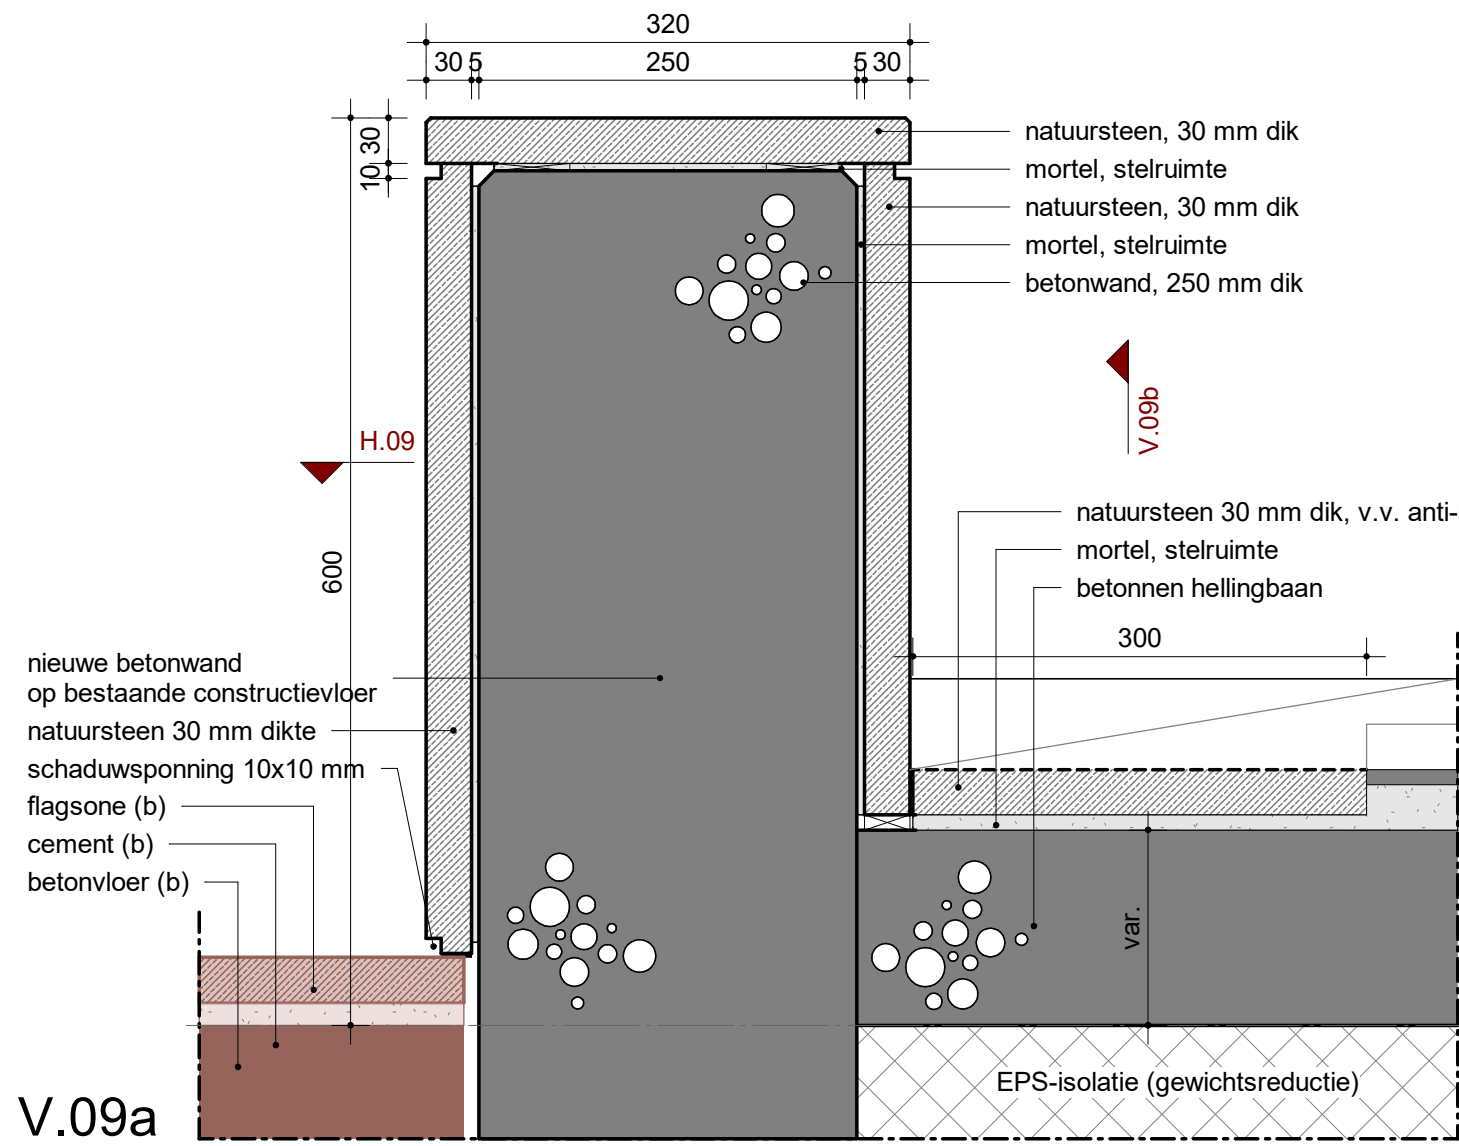 320
30 5 250 5 30
30
10
natuursteen, 30 mm dik
mortel, stelruimte
natuursteen, 30 mm dik
mortel, stelruimte
betonwand, 250 mm dik
H.09
V.09b
600
natuursteen 30 mm dik, v.v. anti-
mortel, stelruimte
betonnen hellingbaan
300
nieuwe betonwand
op bestaande constructievloer
natuursteen 30 mm dikte
schaduwsponning 10x10 mm
flagsone (b)
cement (b)
betonvloer (b)
var.
EPS-isolatie (gewichtsreductie)
V.09a